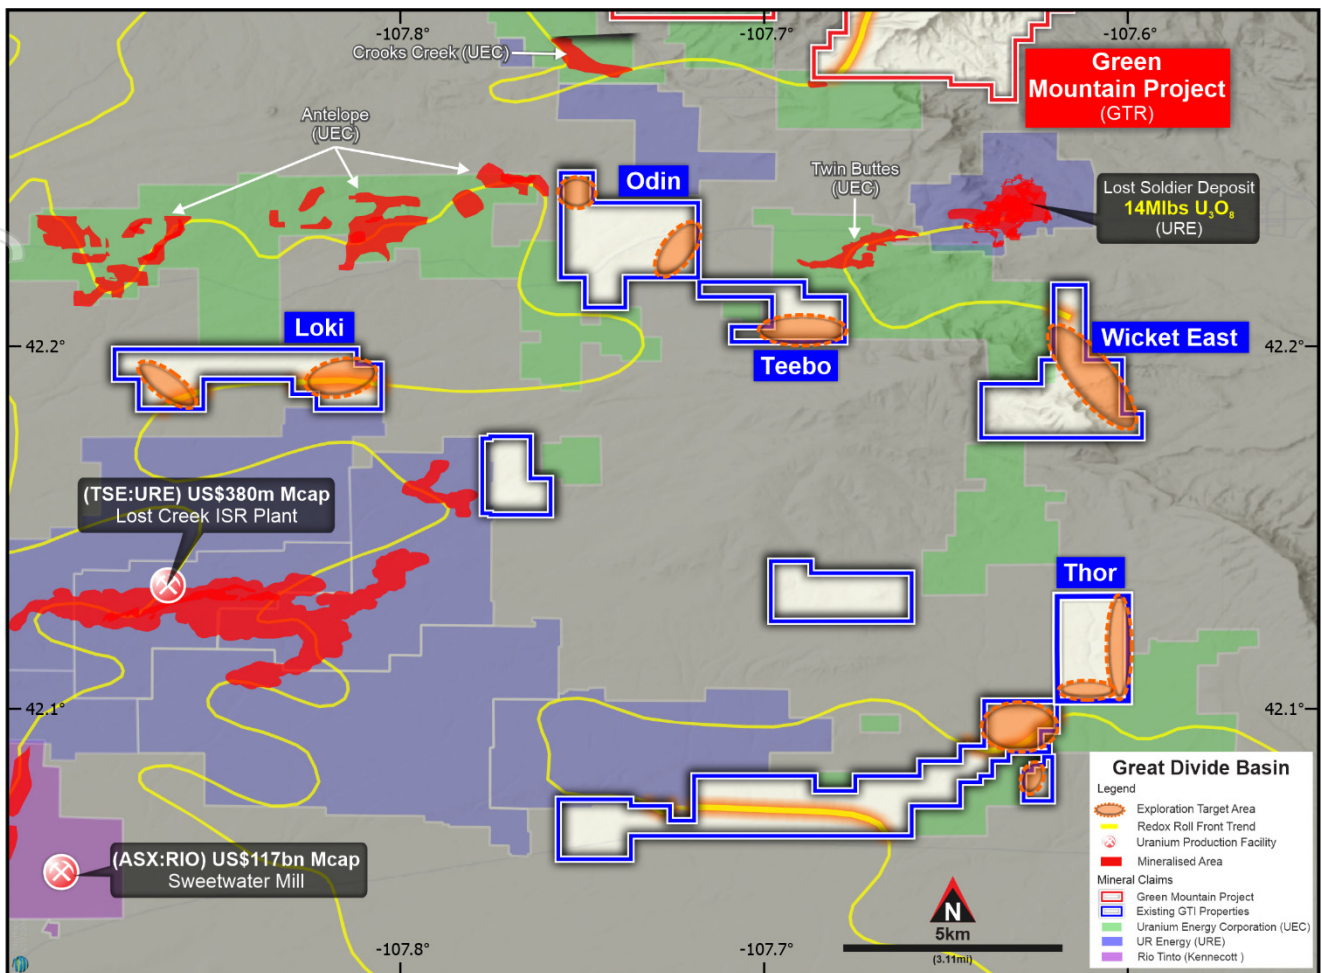 -107.8°
-107.7°
-107.6°
Crooks Creek (UEC)
Green
Mountain Project
(GTR)
Antelope
(UEC)
Odin
Twin Buttes
(UEC)
Lost Soldier Deposit
14Mlbs U₃O₈
(URE)
Loki
42.2°
Teebo
Wicket East
42.2°
(TSE:URE) US$380m Mcap
Lost Creek ISR Plant
Thor
42.1°
42.1°
(ASX:RIO) US$117bn Mcap
Sweetwater Mill
-107.8°
-107.7°
N
5km
(3.11mi)
Great Divide Basin
Legend
Exploration Target Area
Redox Roll Front Trend
Uranium Production Facility
Mineralised Area
Mineral Claims
Green Mountain Project
Existing GTI Properties
Uranium Energy Corporation (UEC)
UR Energy (URE)
Rio Tinto (Kennecott )